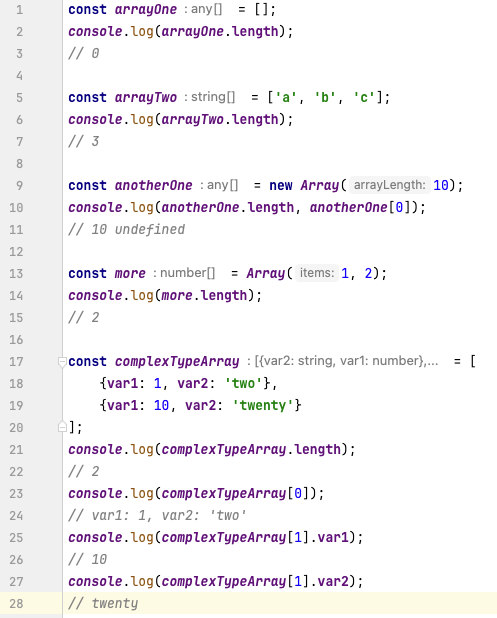 1 const arrayOne : any[] = [];
2 console.log(arrayOne.length);
3 // 0
4
5 const arrayTwo : string[] = ['a', 'b', 'c'];
6 console.log(arrayTwo.length);
7 // 3
8
9 const anotherOne : any[] = new Array( arrayLength: 10);
10 console.log(anotherOne.length, anotherOne[0]);
11 // 10 undefined
12
13 const more : number[] = Array( items: 1, 2);
14 console.log(more.length);
15 // 2
16
17 const complexTypeArray : [{var2: string, var1: number},... = [
18     {var1: 1, var2: 'two'},
19     {var1: 10, var2: 'twenty'}
20 ];
21 console.log(complexTypeArray.length);
22 // 2
23 console.log(complexTypeArray[0]);
24 // var1: 1, var2: 'two'
25 console.log(complexTypeArray[1].var1);
26 // 10
27 console.log(complexTypeArray[1].var2);
28 // twenty